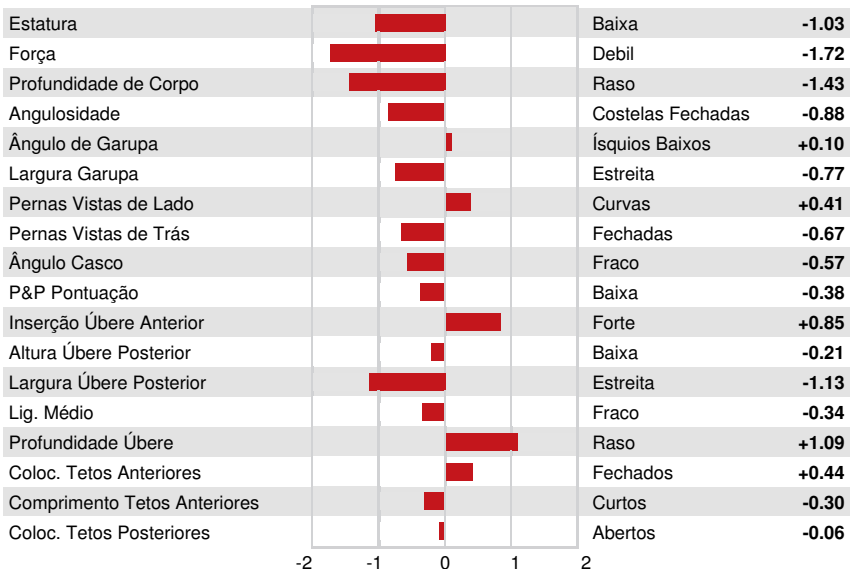 Estatura Baixa -1.03
Força Debil -1.72
Profundidade de Corpo Raso -1.43
Angulosidade Costelas Fechadas -0.88
Ângulo de Garupa Ísquios Baixos +0.10
Largura Garupa Estreita -0.77
Pernas Vistas de Lado Curvas +0.41
Pernas Vistas de Trás Fechadas -0.67
Ângulo Casco Fraco -0.57
P&P Pontuação Baixa -0.38
Inserção Úbere Anterior Forte +0.85
Altura Úbere Posterior Baixa -0.21
Largura Úbere Posterior Estreita -1.13
Lig. Médio Fraco -0.34
Profundidade Úbere Raso +1.09
Coloc. Tetos Anteriores Fechados +0.44
Comprimento Tetos Anteriores Curtos -0.30
Coloc. Tetos Posteriores Abertos -0.06
-2 -1 0 1 2